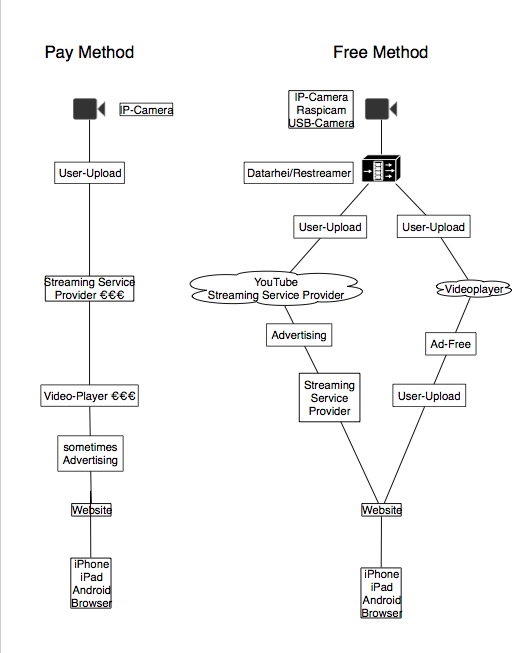 Pay Method
IP-Camera
User-Upload
Streaming Service
Provider €€€
Video-Player €€€
sometimes
Advertising
Website
iPhone
iPad
Android
Browser
Free Method
IP-Camera
Raspicam
USB-Camera
Datarhei/Restreamer
User-Upload
User-Upload
YouTube
Streaming Service Provider
Videoplayer
Advertising
Ad-Free
Streaming
Service
Provider
User-Upload
Website
iPhone
iPad
Android
Browser